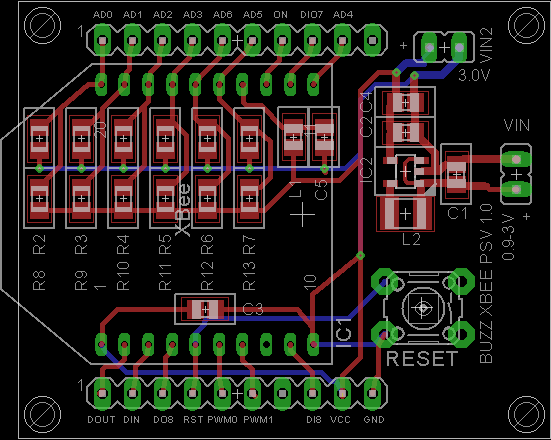 AD0 AD1 AD2 AD3 AD6 AD5 ON DIO7 AD4
1
+
VIN2
3.0V
C4
C2
20
VIN
IC2
XBee
L1
C5
C1
+
0.9-3V
L2
R2 R3 R4 R5 R6 R7
R8 R9 R10 R11 R12 R13
1
10
C3
IC1
BUZZ XBEE PSV 1.0
RESET
1
DOUT DIN DO8 RST PWM0 PWM1 DI8 VCC GND